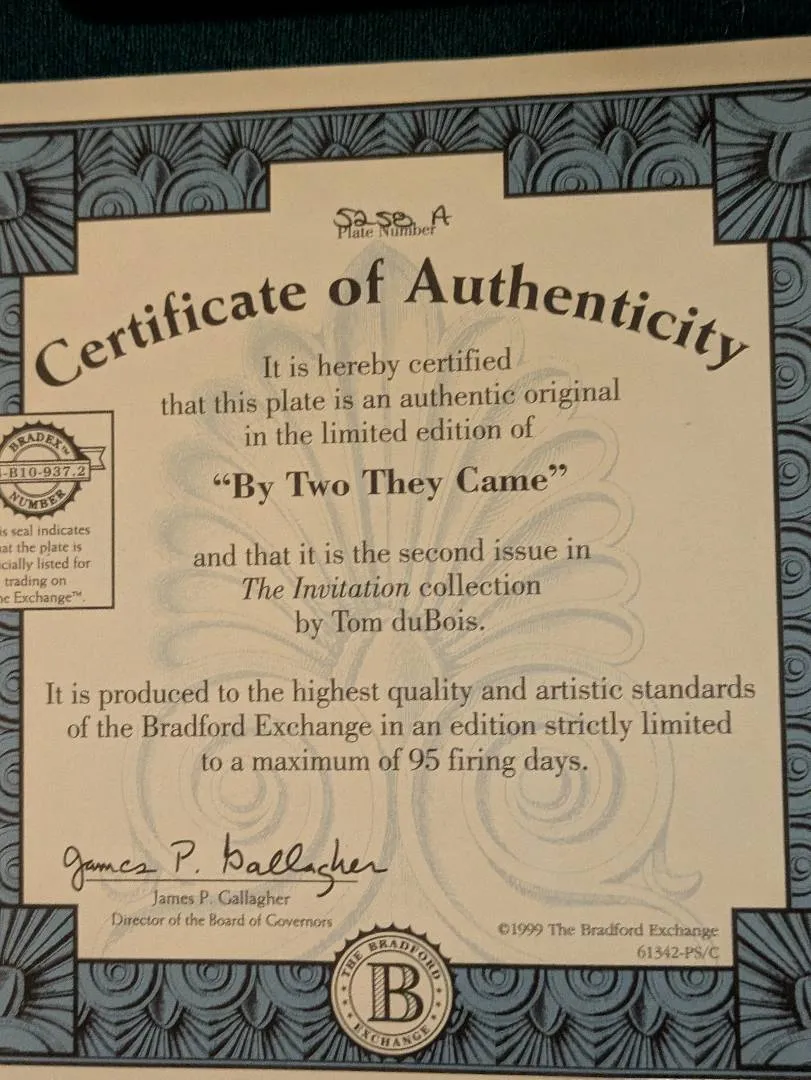 5258 A
Plate Number
Certificate of Authenticity
It is hereby certified
that this plate is an authentic original
in the limited edition of
“By Two They Came”
and that it is the second issue in
The Invitation collection
by Tom duBois.
It is produced to the highest quality and artistic standards
of the Bradford Exchange in an edition strictly limited
to a maximum of 95 firing days.
BRADEX™
-B10-937.2
NUMBER
is seal indicates
at the plate is
cially listed for
trading on
e Exchange™.
James P. Gallagher
James P. Gallagher
Director of the Board of Governors
©1999 The Bradford Exchange
61342-PS/C
THE BRADFORD
B
EXCHANGE